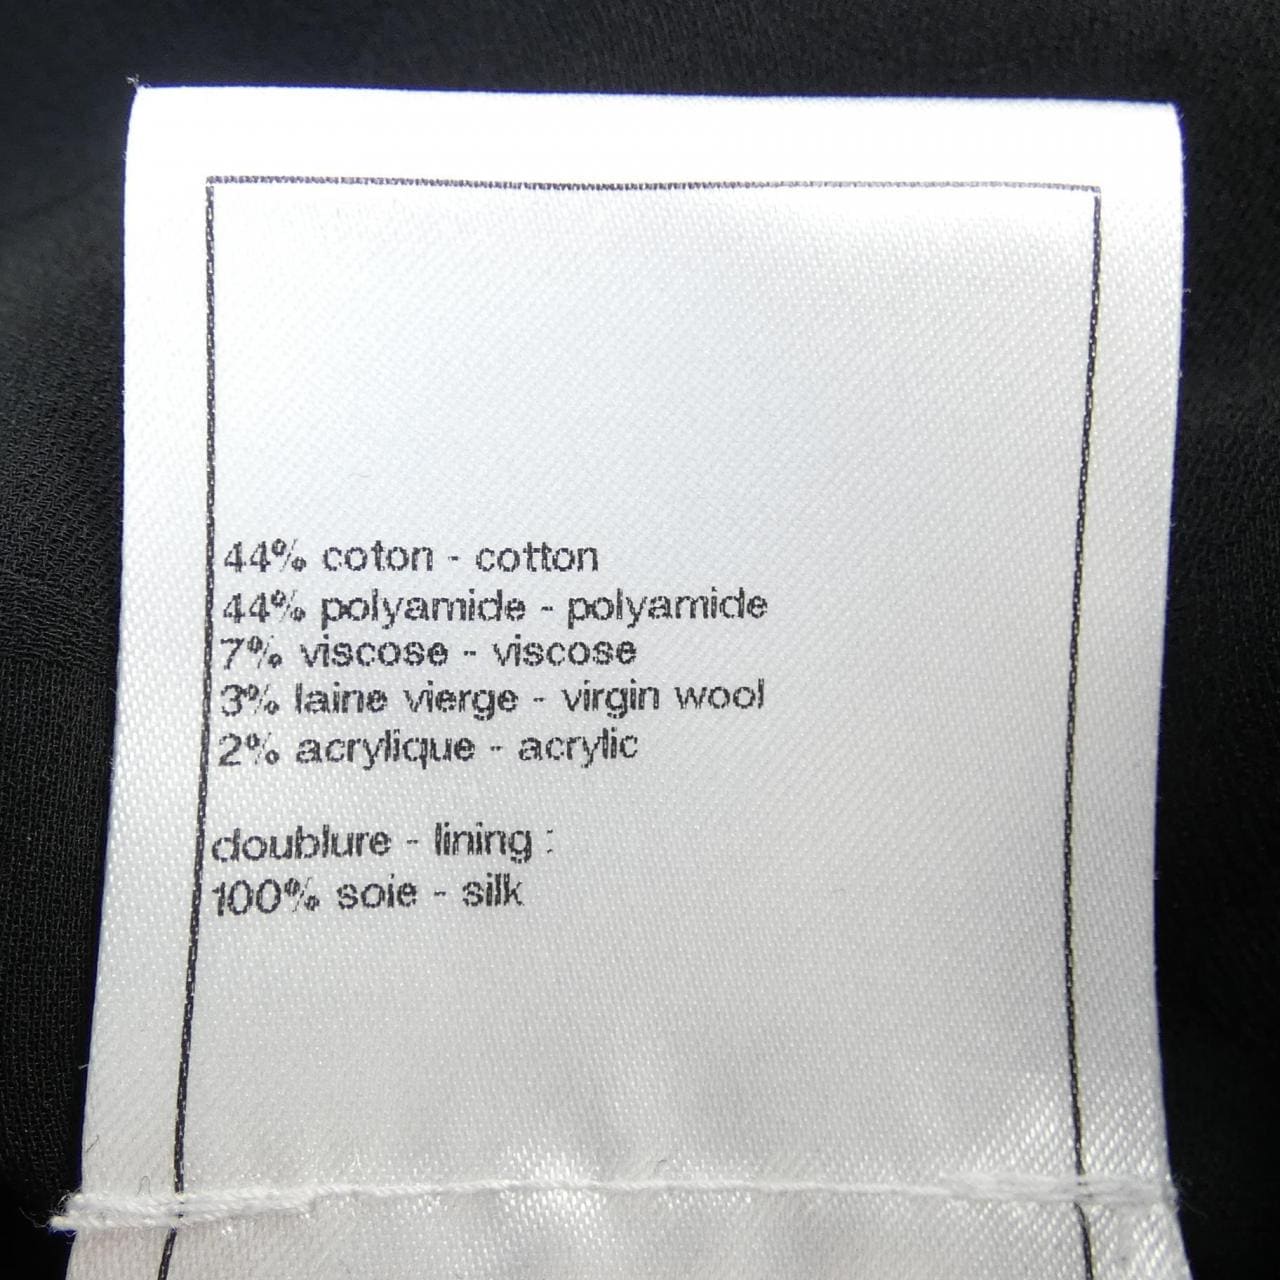 44% coton - cotton
44% polyamide - polyamide
7% viscose - viscose
3% laine vierge - virgin wool
2% acrylique - acrylic
doublure - lining :
100% soie - silk